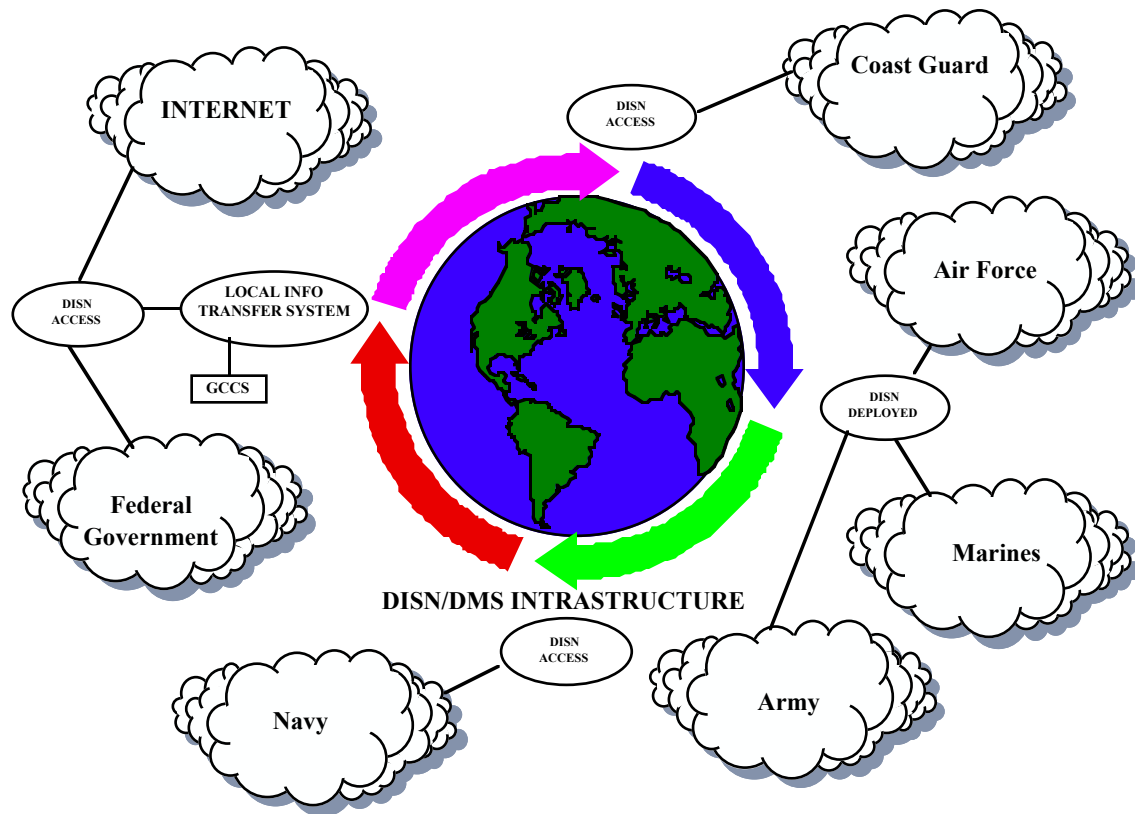 Coast Guard
INTERNET
DISN
ACCESS
Air Force
LOCAL INFO
TRANSFER SYSTEM
DISN
ACCESS
GCCS
DISN
DEPLOYED
Federal
Government
Marines
DISN/DMS INTRASTRUCTURE
DISN
ACCESS
Navy
Army